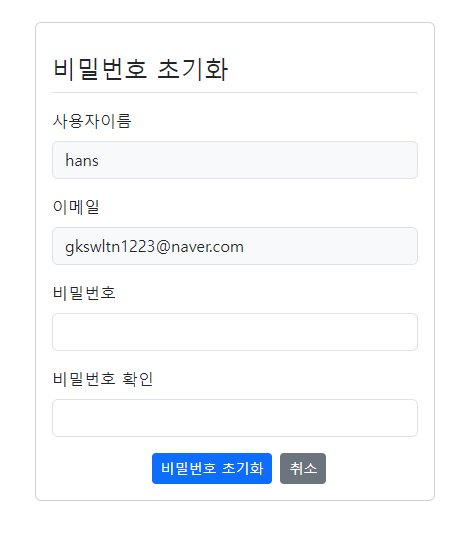 비밀번호 초기화
사용자이름
hans
이메일
gkswltn1223@naver.com
비밀번호
비밀번호 확인
비밀번호 초기화 취소